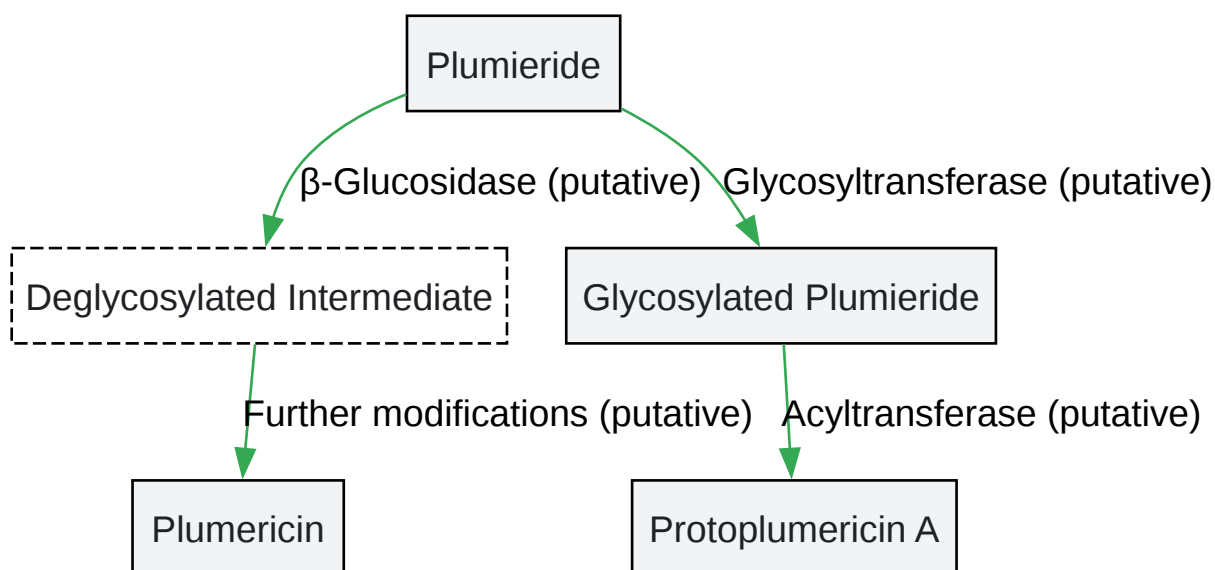 Plumieride
β-Glucosidase (putative)
Glycosyltransferase (putative)
Deglycosylated Intermediate
Glycosylated Plumieride
Further modifications (putative)
Acyltransferase (putative)
Plumericin
Protoplumericin A